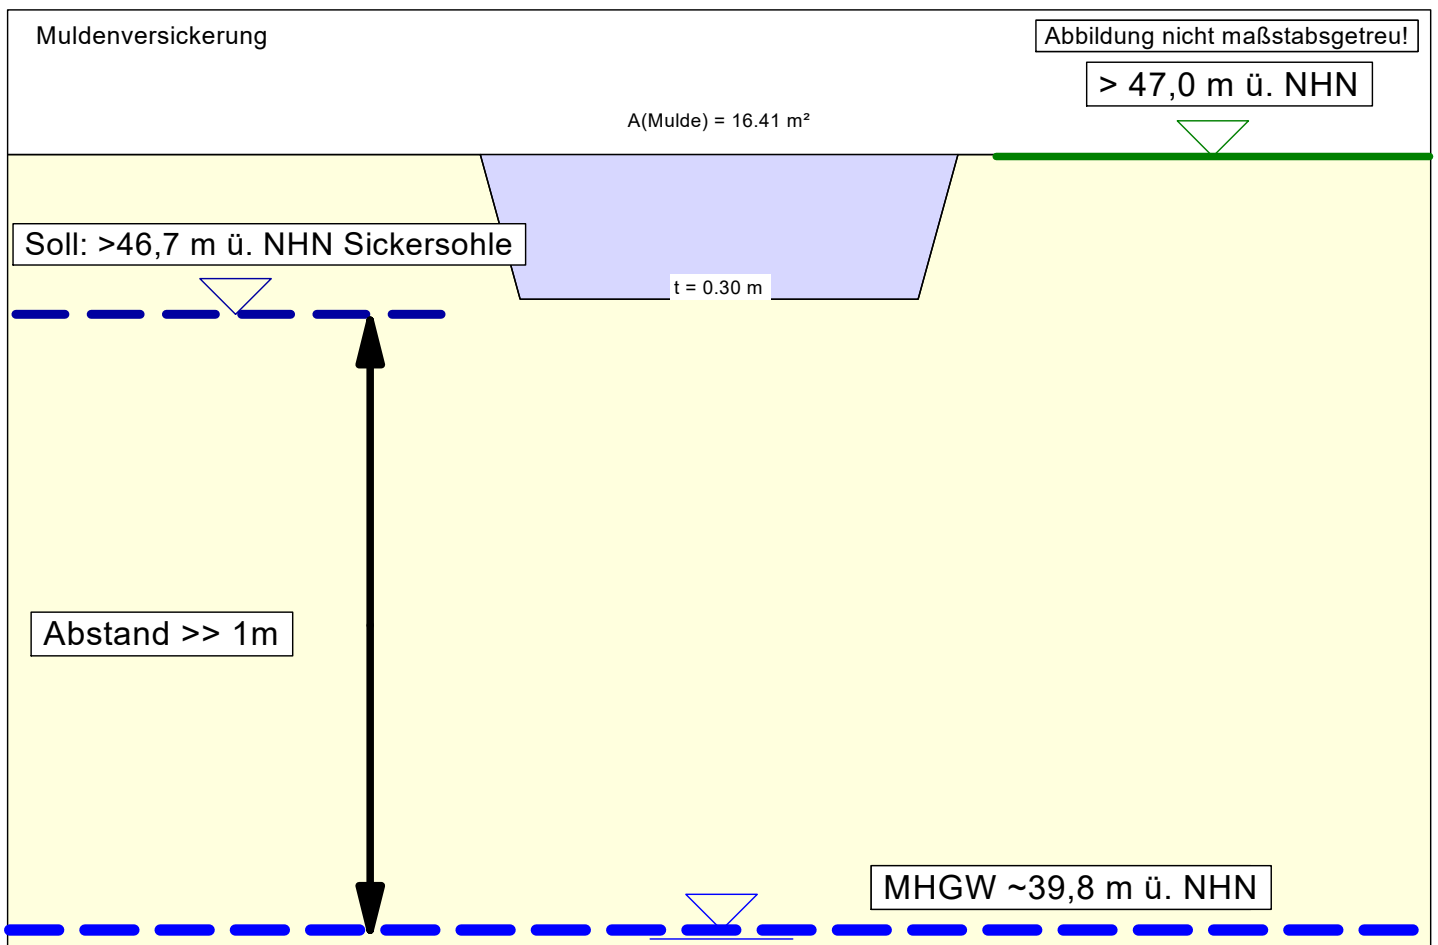 Muldenversickerung
Abbildung nicht maßstabsgetreu!
> 47,0 m ü. NHN
A(Mulde) = 16.41 m²
Soll: >46,7 m ü. NHN Sickersohle
t = 0.30 m
Abstand >> 1m
MHGW ~39,8 m ü. NHN